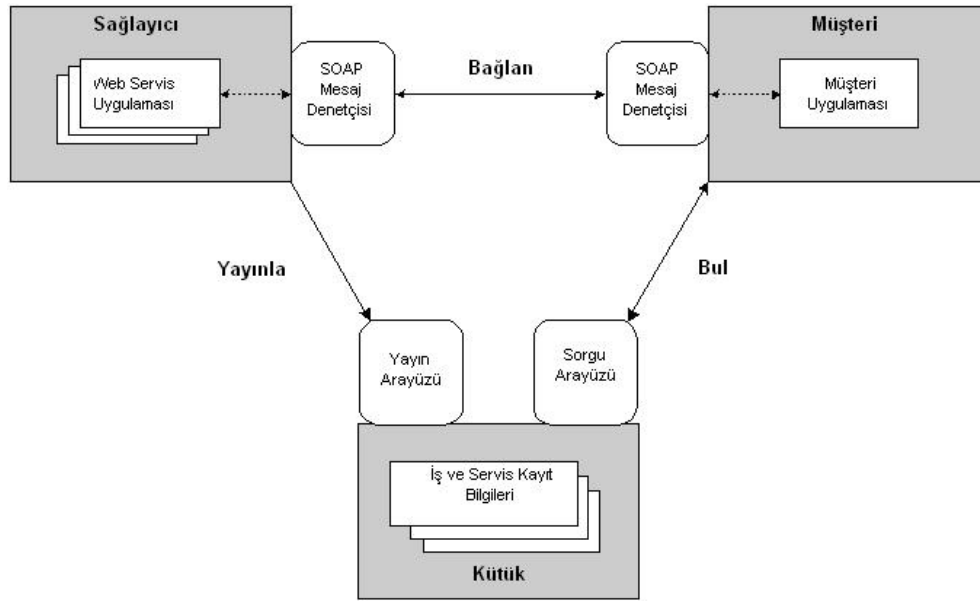 Sağlayıcı
Web Servis
Uygulaması
SOAP
Mesaj
Denetçisi
Bağlan
SOAP
Mesaj
Denetçisi
Müşteri
Müşteri
Uygulaması
Yayınla
Bul
Yayın
Arayüzü
Sorgu
Arayüzü
İş ve Servis Kayıt
Bilgileri
Kütük